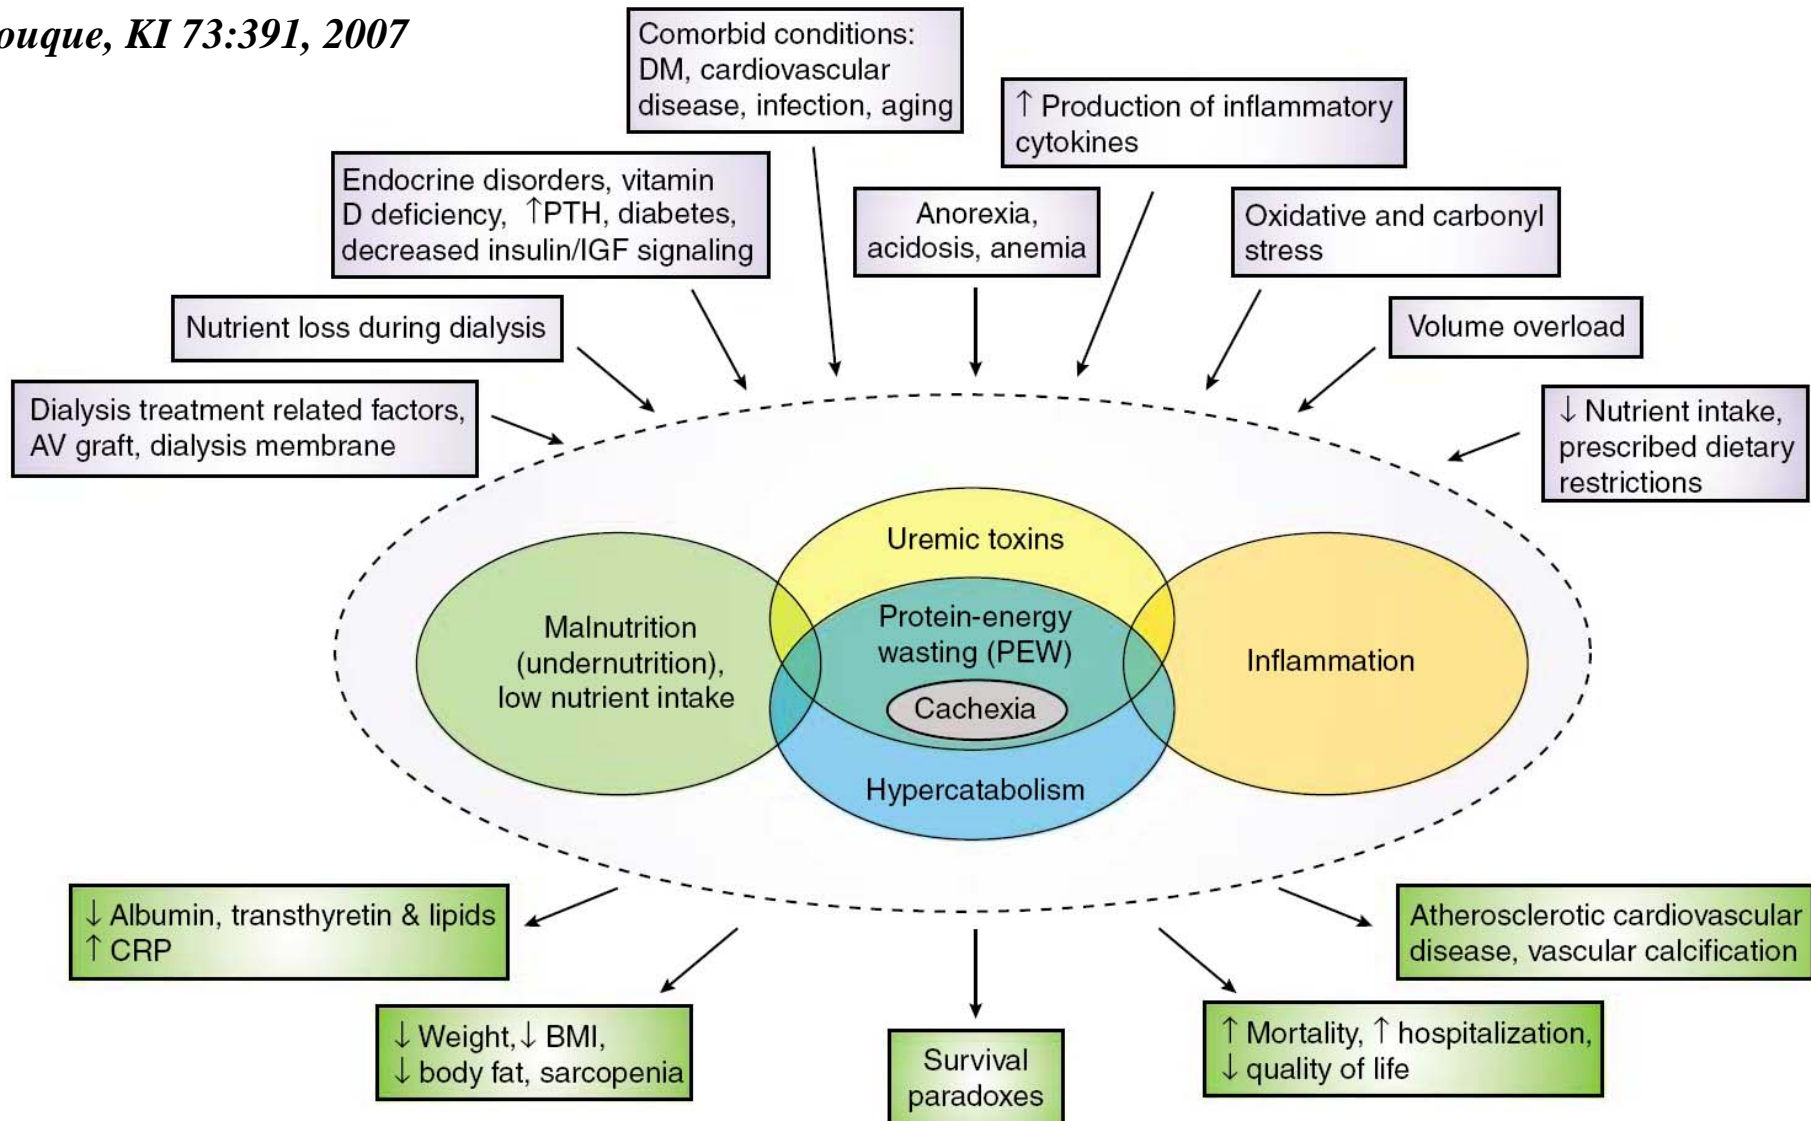 ouque, KI 73:391, 2007
Comorbid conditions:
DM, cardiovascular
disease, infection, aging
↑ Production of inflammatory
cytokines
Endocrine disorders, vitamin
D deficiency, ↑PTH, diabetes,
decreased insulin/IGF signaling
Anorexia,
acidosis, anemia
Oxidative and carbonyl
stress
Nutrient loss during dialysis
Volume overload
Dialysis treatment related factors,
AV graft, dialysis membrane
↓ Nutrient intake,
prescribed dietary
restrictions
Uremic toxins
Malnutrition
(undernutrition),
low nutrient intake
Protein-energy
wasting (PEW)
Cachexia
Inflammation
Hypercatabolism
↓ Albumin, transthyretin & lipids
↑ CRP
Atherosclerotic cardiovascular
disease, vascular calcification
↓ Weight, ↓ BMI,
↓ body fat, sarcopenia
Survival
paradoxes
↑ Mortality, ↑ hospitalization,
↓ quality of life